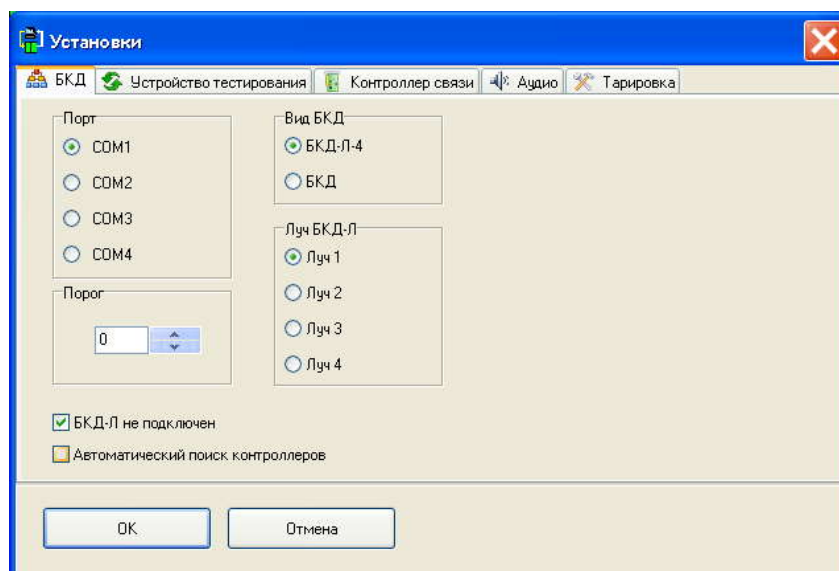 Установки
БКД Устройство тестирования Контроллер связи Аудио Тарировка
Порт
COM1
COM2
COM3
COM4
Порог
0
Вид БКД
БКД-Л-4
БКД
Луч БКД-Л
Луч 1
Луч 2
Луч 3
Луч 4
БКД-Л не подключен
Автоматический поиск контроллеров
OK Отмена